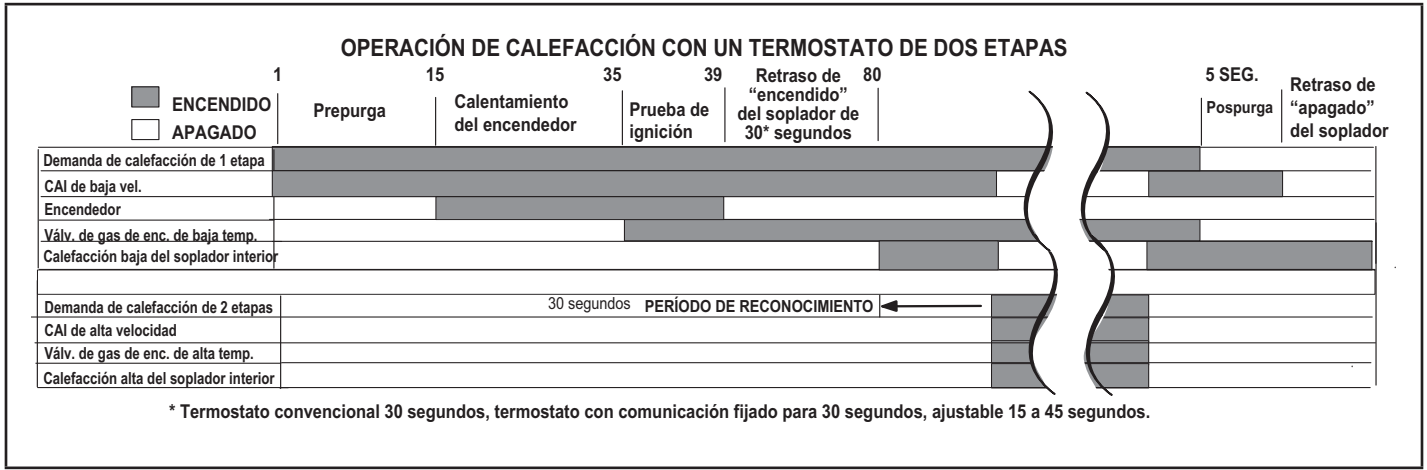 OPERACIÓN DE CALEFACCIÓN CON UN TERMOSTATO DE DOS ETAPAS
1
15
35
39
80
5 SEG.
ENCENDIDO
APAGADO
Prepurga
Calentamiento
del encendedor
Prueba de
ignición
Retraso de
“encendido”
del soplador de
30* segundos
Pospurga
Retraso de
“apagado”
del soplador
Demanda de calefacción de 1 etapa
CAI de baja vel.
Encendedor
Válv. de gas de enc. de baja temp.
Calefacción baja del soplador interior
Demanda de calefacción de 2 etapas
30 segundos PERÍODO DE RECONOCIMIENTO
CAI de alta velocidad
Válv. de gas de enc. de alta temp.
Calefacción alta del soplador interior
* Termostato convencional 30 segundos, termostato con comunicación fijado para 30 segundos, ajustable 15 a 45 segundos.